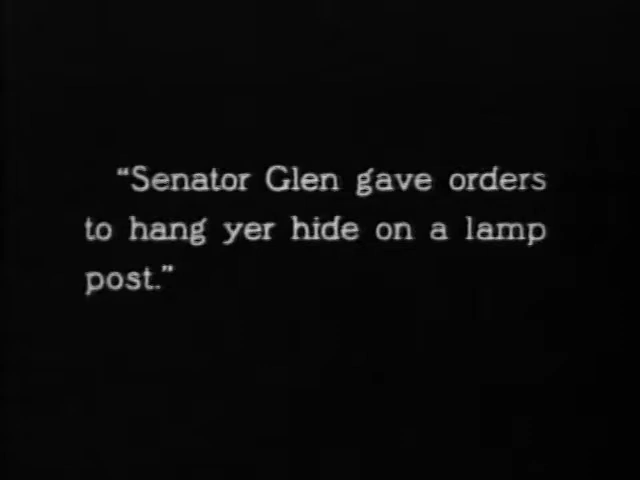 “Senator Glen gave orders
to hang yer hide on a lamp
post.”